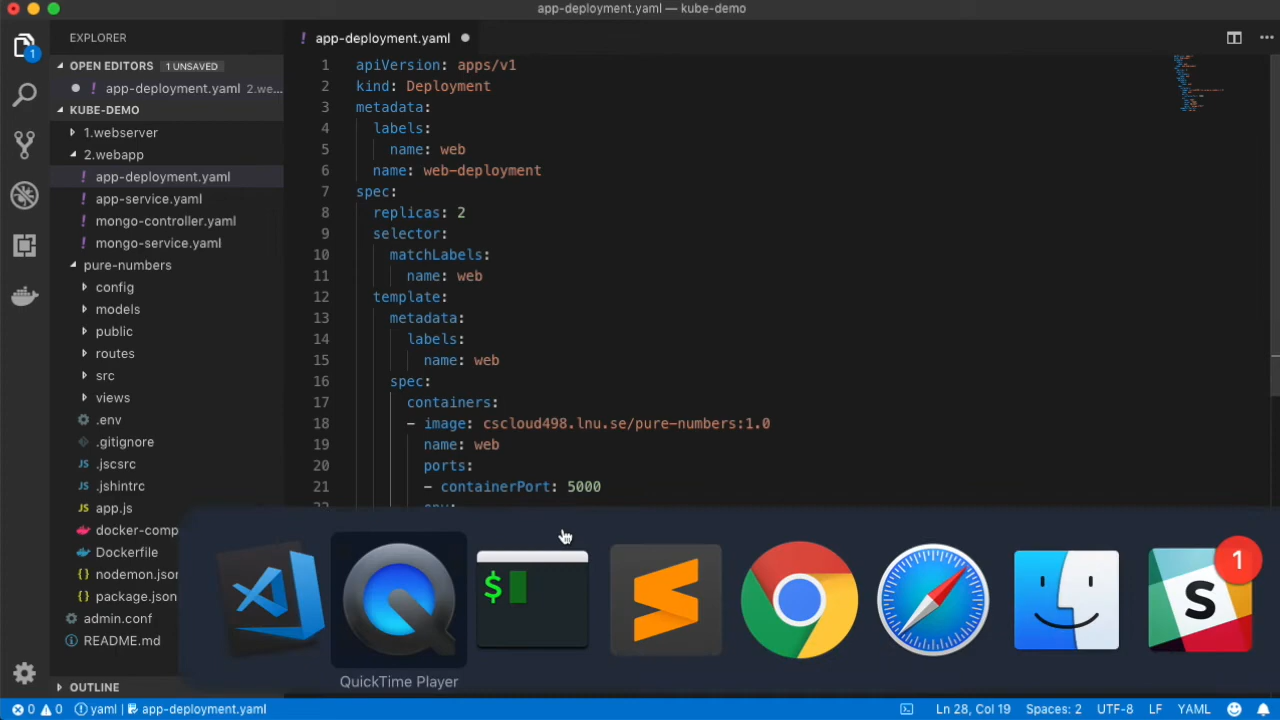 app-deployment.yaml — kube-demo
EXPLORER
OPEN EDITORS 1 UNSAVED
! app-deployment.yaml 2.we...
KUBE-DEMO
1.webserver
2.webapp
! app-deployment.yaml
! app-service.yaml
! mongo-controller.yaml
! mongo-service.yaml
pure-numbers
config
models
public
routes
src
views
.env
.gitignore
JS .jscsrc
JS .jshintrc
JS app.js
docker-comp
Dockerfile
{} nodemon.jso
{} package.json
admin.conf
README.md
OUTLINE
1
! app-deployment.yaml
1 apiVersion: apps/v1
2 kind: Deployment
3 metadata:
4 labels:
5 name: web
6 name: web-deployment
7 spec:
8 replicas: 2
9 selector:
10 matchLabels:
11 name: web
12 template:
13 metadata:
14 labels:
15 name: web
16 spec:
17 containers:
18 - image: cscloud498.lnu.se/pure-numbers:1.0
19 name: web
20 ports:
21 - containerPort: 5000
$
S
1
QuickTime Player
0 0 yaml app-deployment.yaml Ln 28, Col 19 Spaces: 2 UTF-8 LF YAML